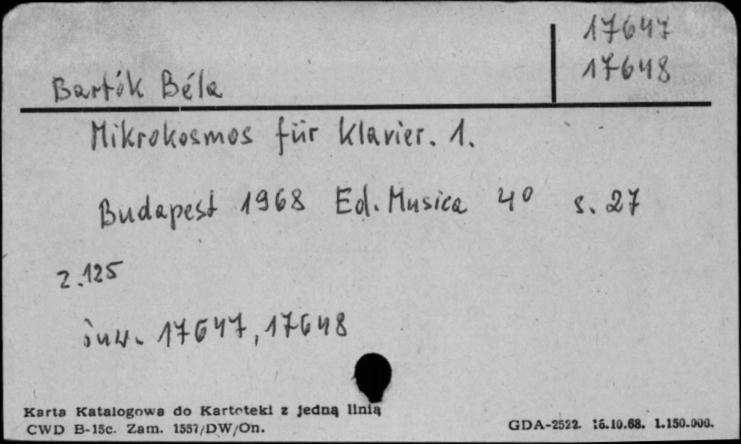 17647
17648
Bartók Béla
Mikrokosmos für Klavier. 1.
Budapest 1968 Ed. Musica 4° s. 27
Z. 125
inw. 17647, 17648
Karta Katalogowa do Kartoteki z jedną linią
CWD B-15c. Zam. 1557/DW/On.
GDA-2522. 15.10.68. 1.150.000.